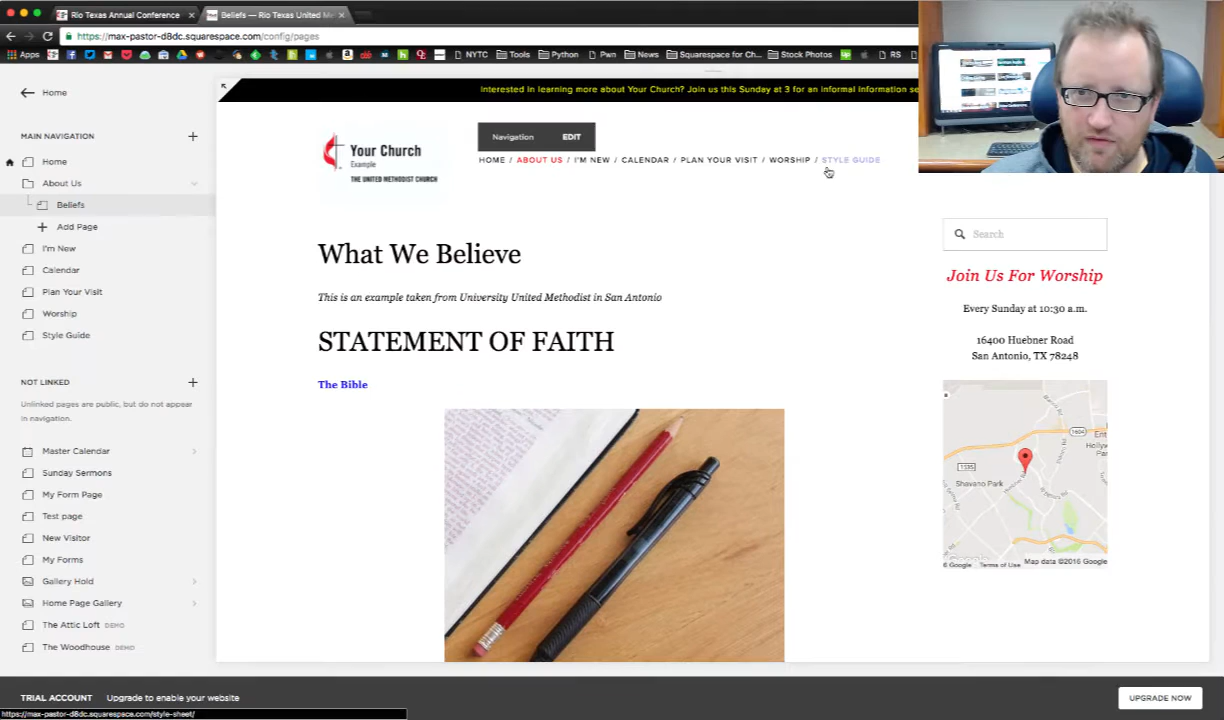 Rio Texas Annual Conference
Beliefs — Rio Texas United Me
https://max-pastor-d8dc.squarespace.com/config/pages
Apps
NYTC
Tools
Python
Pwn
News
Squarespace for Ch...
Stock Photos
RS
Home
Interested in learning more about Your Church? Join us this Sunday at 3 for an informal information se
MAIN NAVIGATION
Home
About Us
Beliefs
Add Page
I'm New
Calendar
Plan Your Visit
Worship
Style Guide
NOT LINKED
Unlinked pages are public, but do not appear
in navigation.
Master Calendar
Sunday Sermons
My Form Page
Test page
New Visitor
My Forms
Gallery Hold
Home Page Gallery
The Attic Loft DEMO
The Woodhouse DEMO
Your Church
Example
THE UNITED METHODIST CHURCH
Navigation EDIT
HOME / ABOUT US / I'M NEW / CALENDAR / PLAN YOUR VISIT / WORSHIP / STYLE GUIDE
What We Believe
This is an example taken from University United Methodist in San Antonio
STATEMENT OF FAITH
The Bible
Search
Join Us For Worship
Every Sunday at 10:30 a.m.
16400 Huebner Road
San Antonio, TX 78248
1604
Ent
Hollyw
Par
1535
Shavano Park
Google
Terms of Use
Map data ©2016 Google
TRIAL ACCOUNT Upgrade to enable your website
UPGRADE NOW
https://max-pastor-d8dc.squarespace.com/style-sheet/